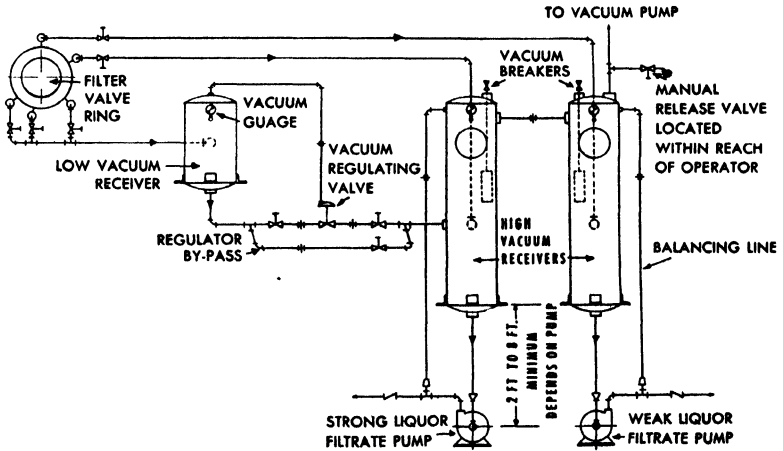 TO VACUUM PUMP
VACUUM
BREAKERS
FILTER
VALVE
RING
VACUUM
GUAGE
MANUAL
RELEASE VALVE
LOCATED
WITHIN REACH
OF OPERATOR
LOW VACUUM
RECEIVER
VACUUM
REGULATING
VALVE
REGULATOR
BY-PASS
HIGH
VACUUM
RECEIVERS
BALANCING LINE
2 FT TO 8 FT.
MINIMUM
DEPENDS ON PUMP
STRONG LIQUOR
FILTRATE PUMP
WEAK LIQUOR
FILTRATE PUMP